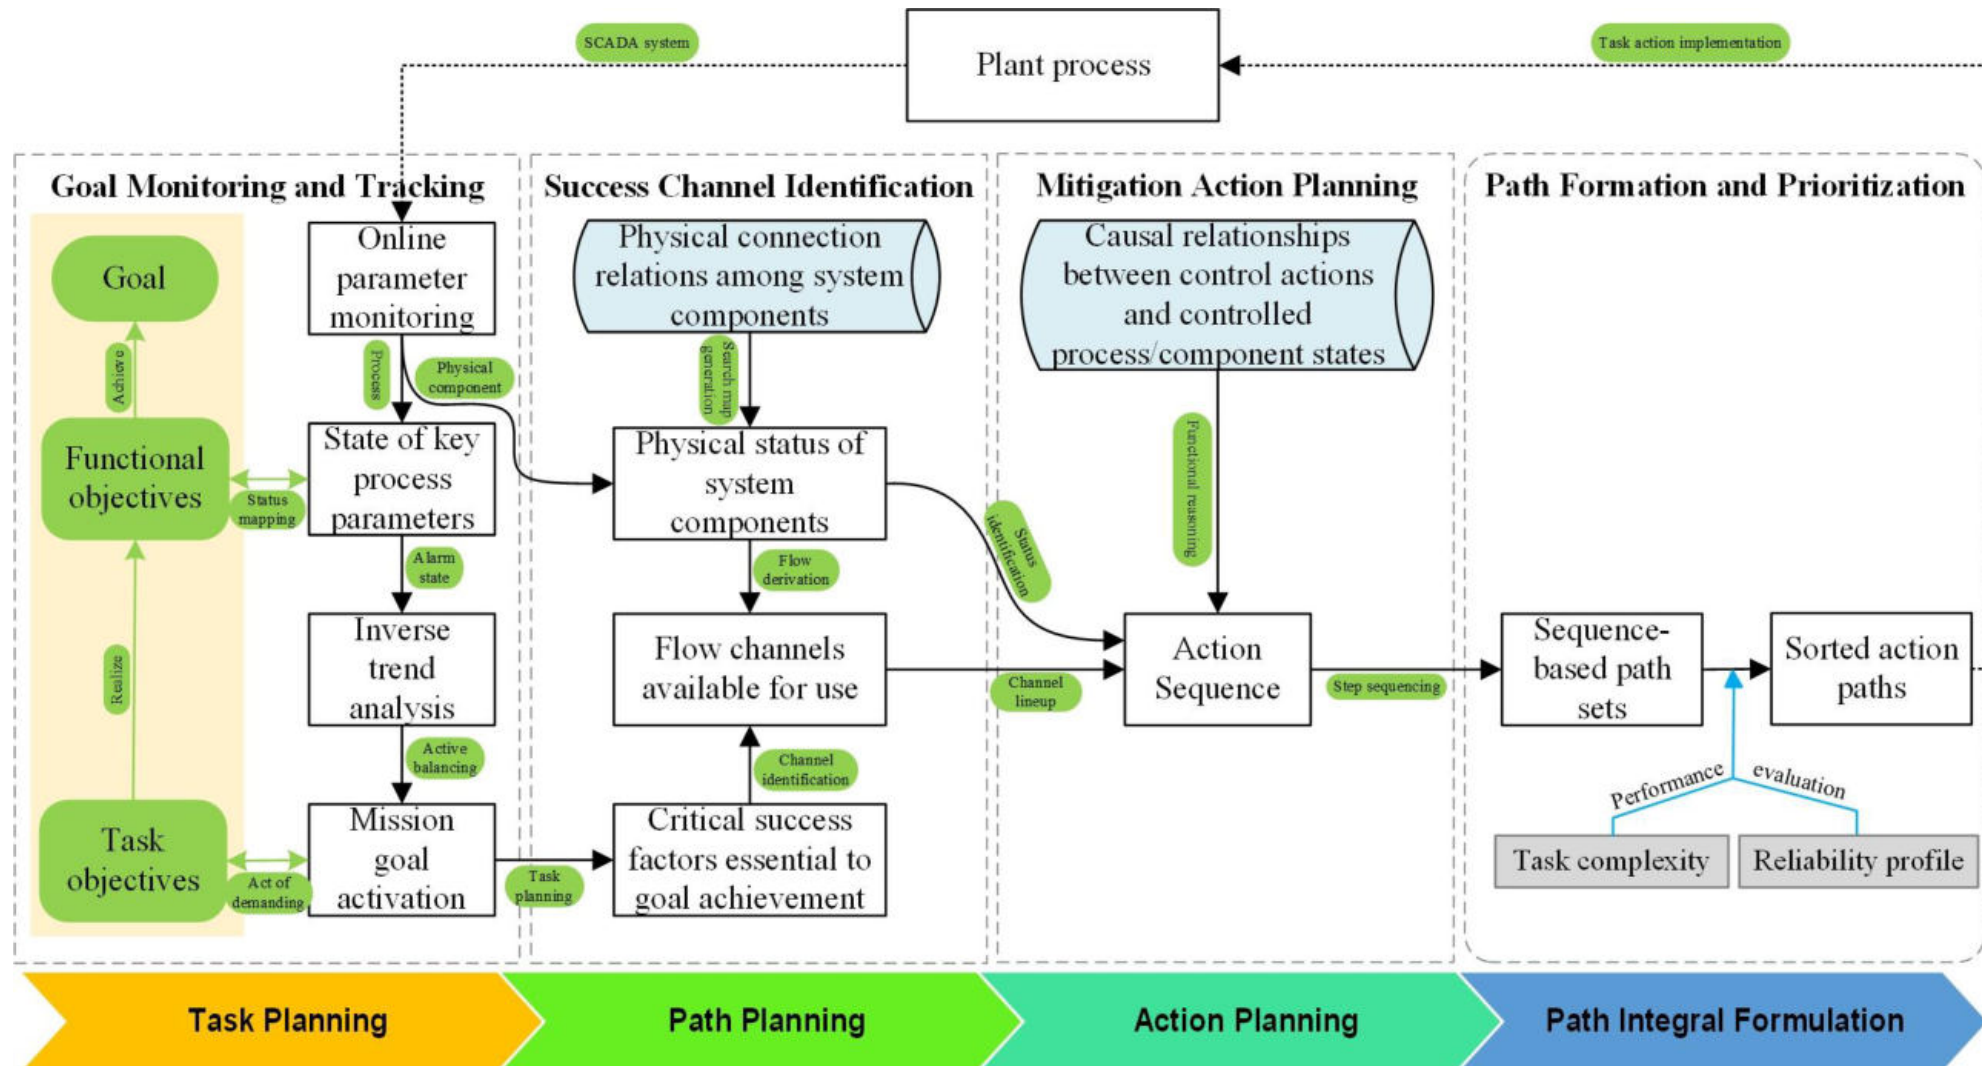 SCADA system
Plant process
Task action implementation
Goal Monitoring and Tracking
Goal
Achieve
Functional
objectives
Realize
Task
objectives
Online
parameter
monitoring
Process
Physical
component
State of key
process
parameters
Status
mapping
Alarm
state
Inverse
trend
analysis
Active
balancing
Mission
goal
activation
Act of
demanding
Task
planning
Success Channel Identification
Physical connection
relations among system
components
Search map
generation
Physical status of
system
components
Flow
derivation
Flow channels
available for use
Channel
identification
Critical success
factors essential to
goal achievement
Status
identification
Channel
lineup
Mitigation Action Planning
Causal relationships
between control actions
and controlled
process/component states
Functional reasoning
Action
Sequence
Step sequencing
Path Formation and Prioritization
Sequence-
based path
sets
Sorted action
paths
Performance evaluation
Task complexity
Reliability profile
Task Planning
Path Planning
Action Planning
Path Integral Formulation